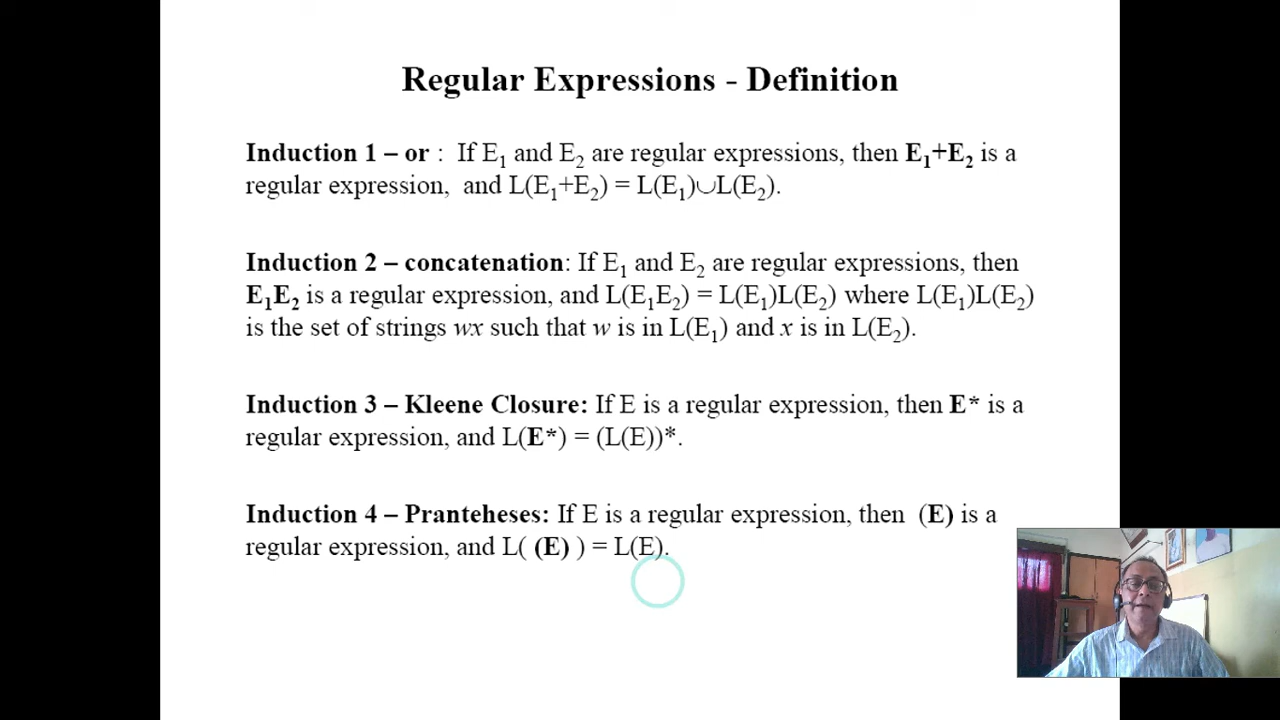 Regular Expressions - Definition
Induction 1 – or : If E₁ and E₂ are regular expressions, then E₁+E₂ is a
regular expression, and L(E₁+E₂) = L(E₁)∪L(E₂).
Induction 2 – concatenation: If E₁ and E₂ are regular expressions, then
E₁E₂ is a regular expression, and L(E₁E₂) = L(E₁)L(E₂) where L(E₁)L(E₂)
is the set of strings wx such that w is in L(E₁) and x is in L(E₂).
Induction 3 – Kleene Closure: If E is a regular expression, then E* is a
regular expression, and L(E*) = (L(E))*.
Induction 4 – Pranteheses: If E is a regular expression, then (E) is a
regular expression, and L( (E) ) = L(E).